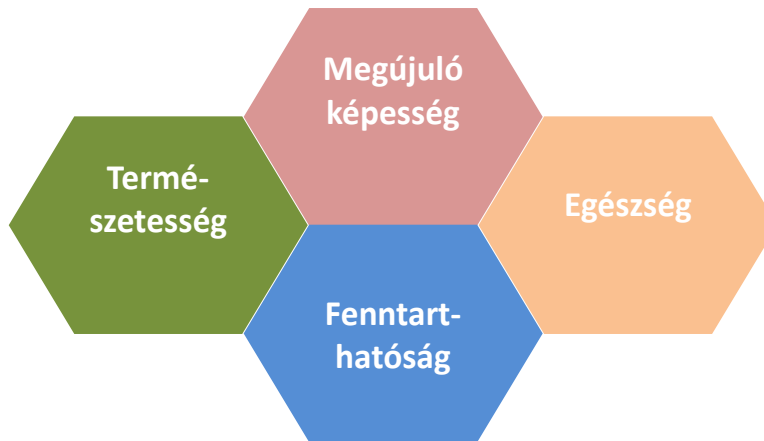 Megújuló
képesség
Termé-
szetesség
Egészség
Fenntart-
hatóság